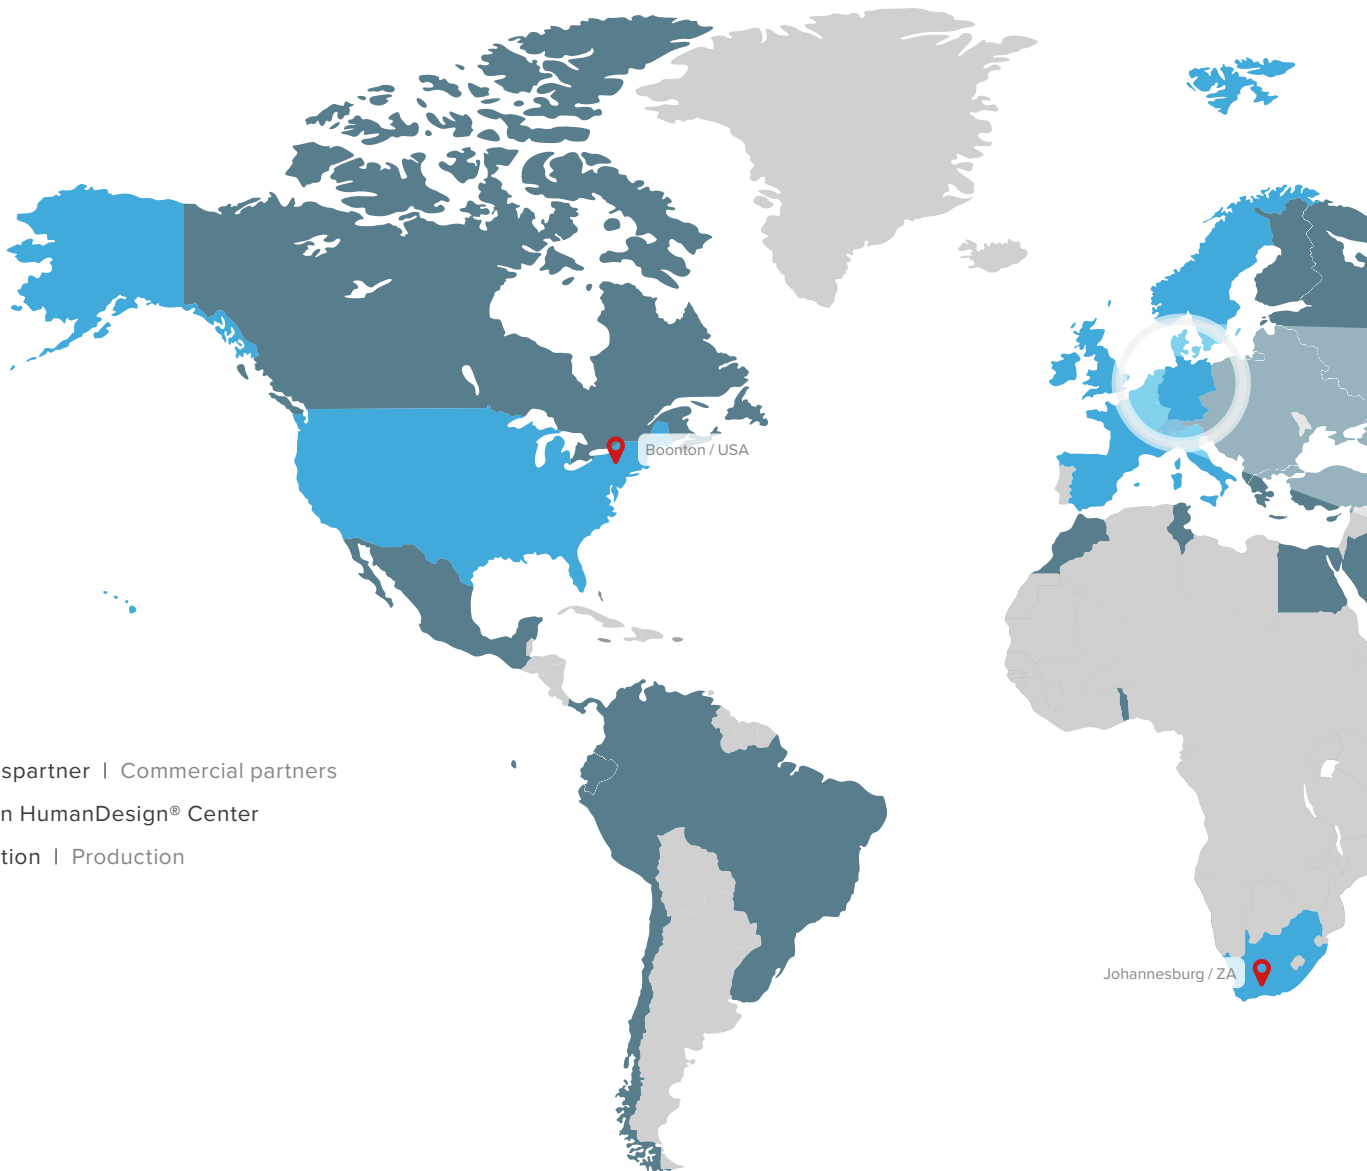 Boonton / USA
spartner | Commercial partners
n HumanDesign® Center
tion | Production
Johannesburg / ZA